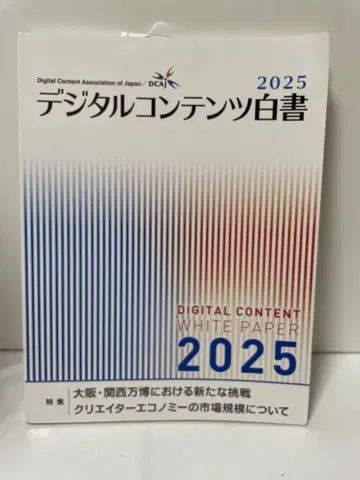 Digital Content Association of Japan / DCAJ
2025
デジタルコンテンツ白書
DIGITAL CONTENT
WHITE PAPER
2025
特集
大阪・関西万博における新たな挑戦
クリエイターエコノミーの市場規模について